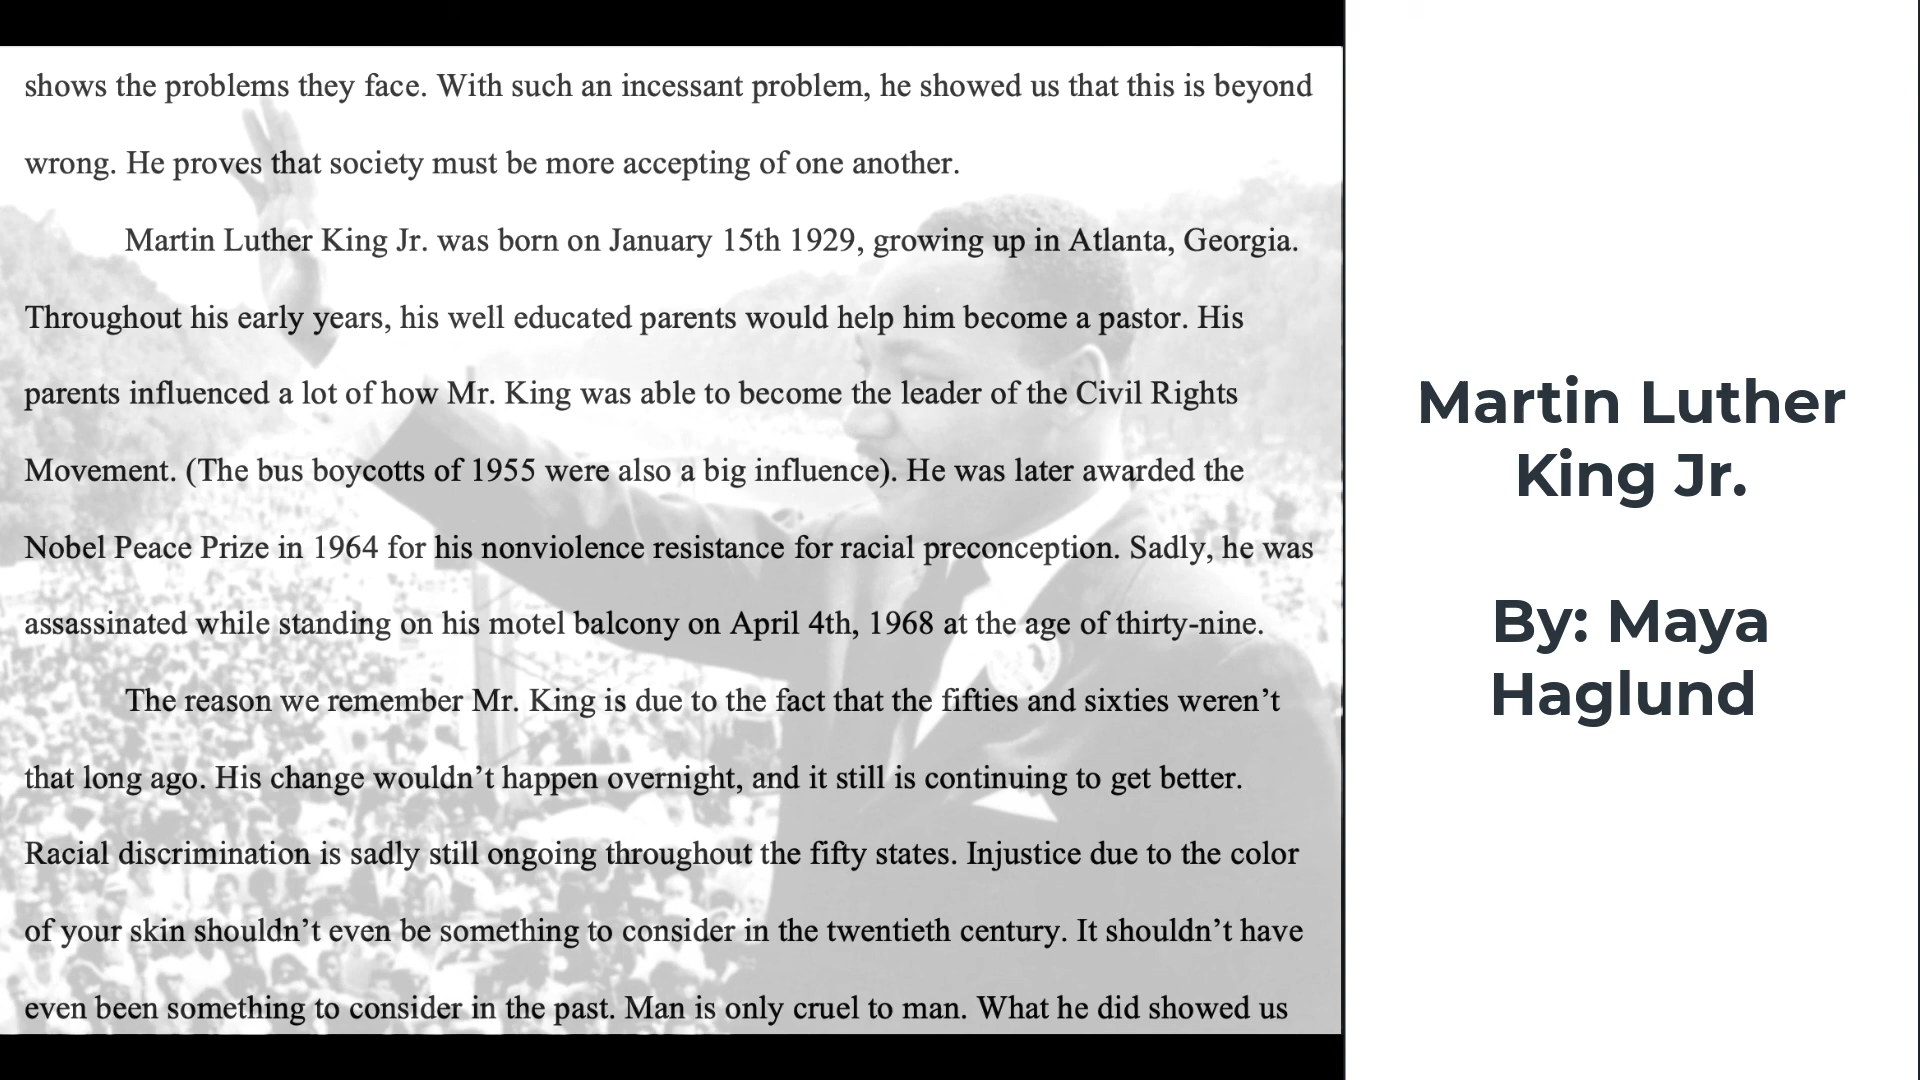 shows the problems they face. With such an incessant problem, he showed us that this is beyond
wrong. He proves that society must be more accepting of one another.
Martin Luther King Jr. was born on January 15th 1929, growing up in Atlanta, Georgia.
Throughout his early years, his well educated parents would help him become a pastor. His
parents influenced a lot of how Mr. King was able to become the leader of the Civil Rights
Movement. (The bus boycotts of 1955 were also a big influence). He was later awarded the
Nobel Peace Prize in 1964 for his nonviolence resistance for racial preconception. Sadly, he was
assassinated while standing on his motel balcony on April 4th, 1968 at the age of thirty-nine.
The reason we remember Mr. King is due to the fact that the fifties and sixties weren’t
that long ago. His change wouldn’t happen overnight, and it still is continuing to get better.
Racial discrimination is sadly still ongoing throughout the fifty states. Injustice due to the color
of your skin shouldn’t even be something to consider in the twentieth century. It shouldn’t have
even been something to consider in the past. Man is only cruel to man. What he did showed us
Martin Luther
King Jr.
By: Maya
Haglund